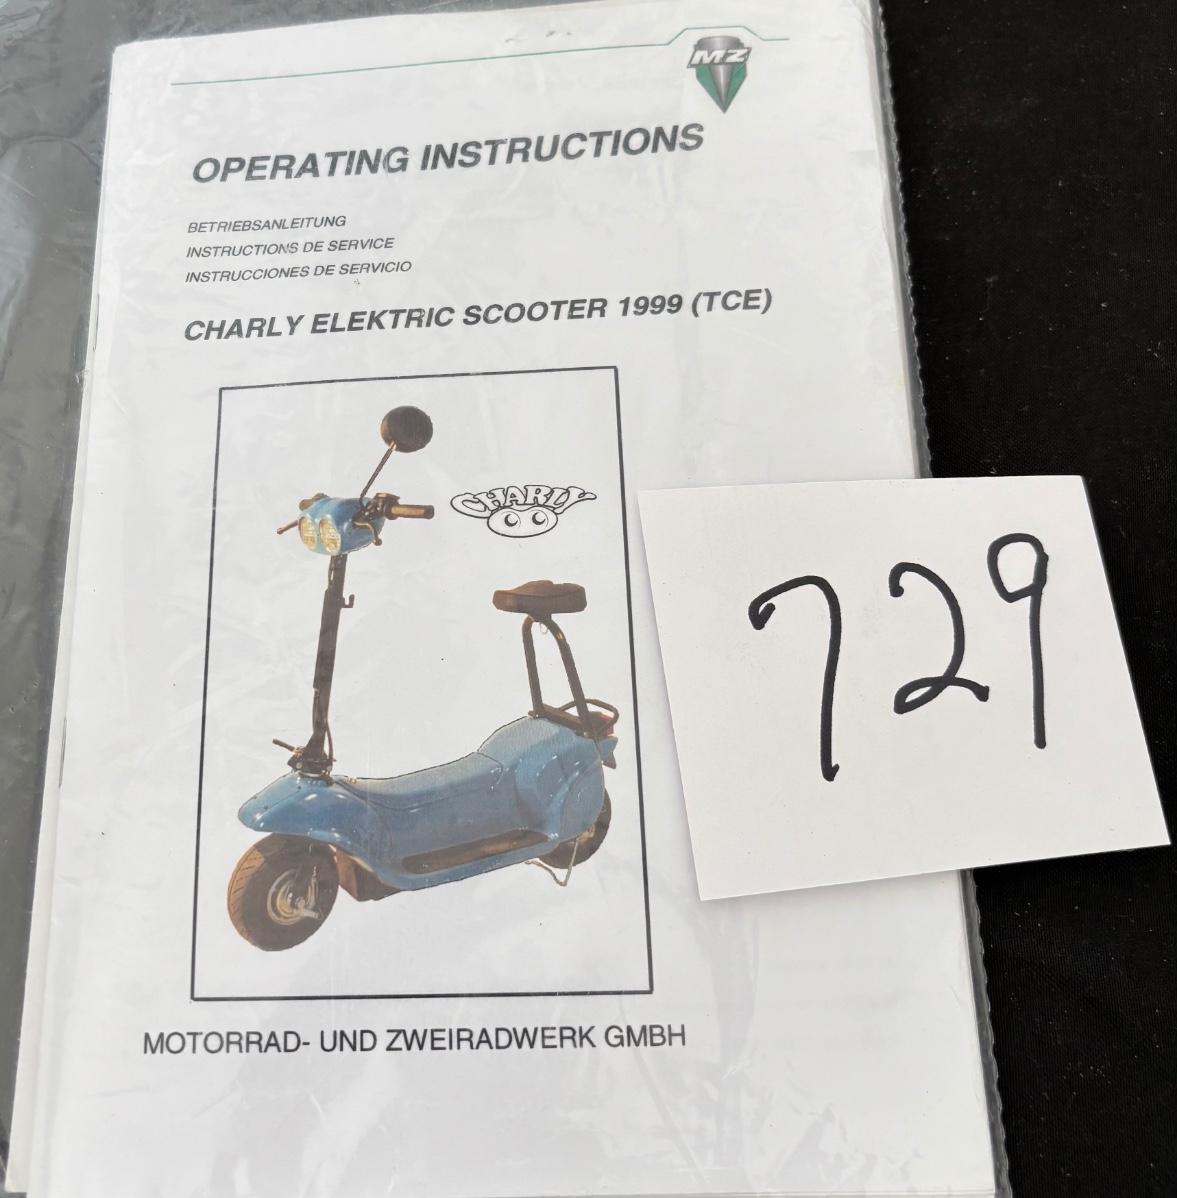 MZ
OPERATING INSTRUCTIONS
BETRIEBSANLEITUNG
INSTRUCTIONS DE SERVICE
INSTRUCCIONES DE SERVICIO
CHARLY ELEKTRIC SCOOTER 1999 (TCE)
CHARLY
729
MOTORRAD- UND ZWEIRADWERK GMBH